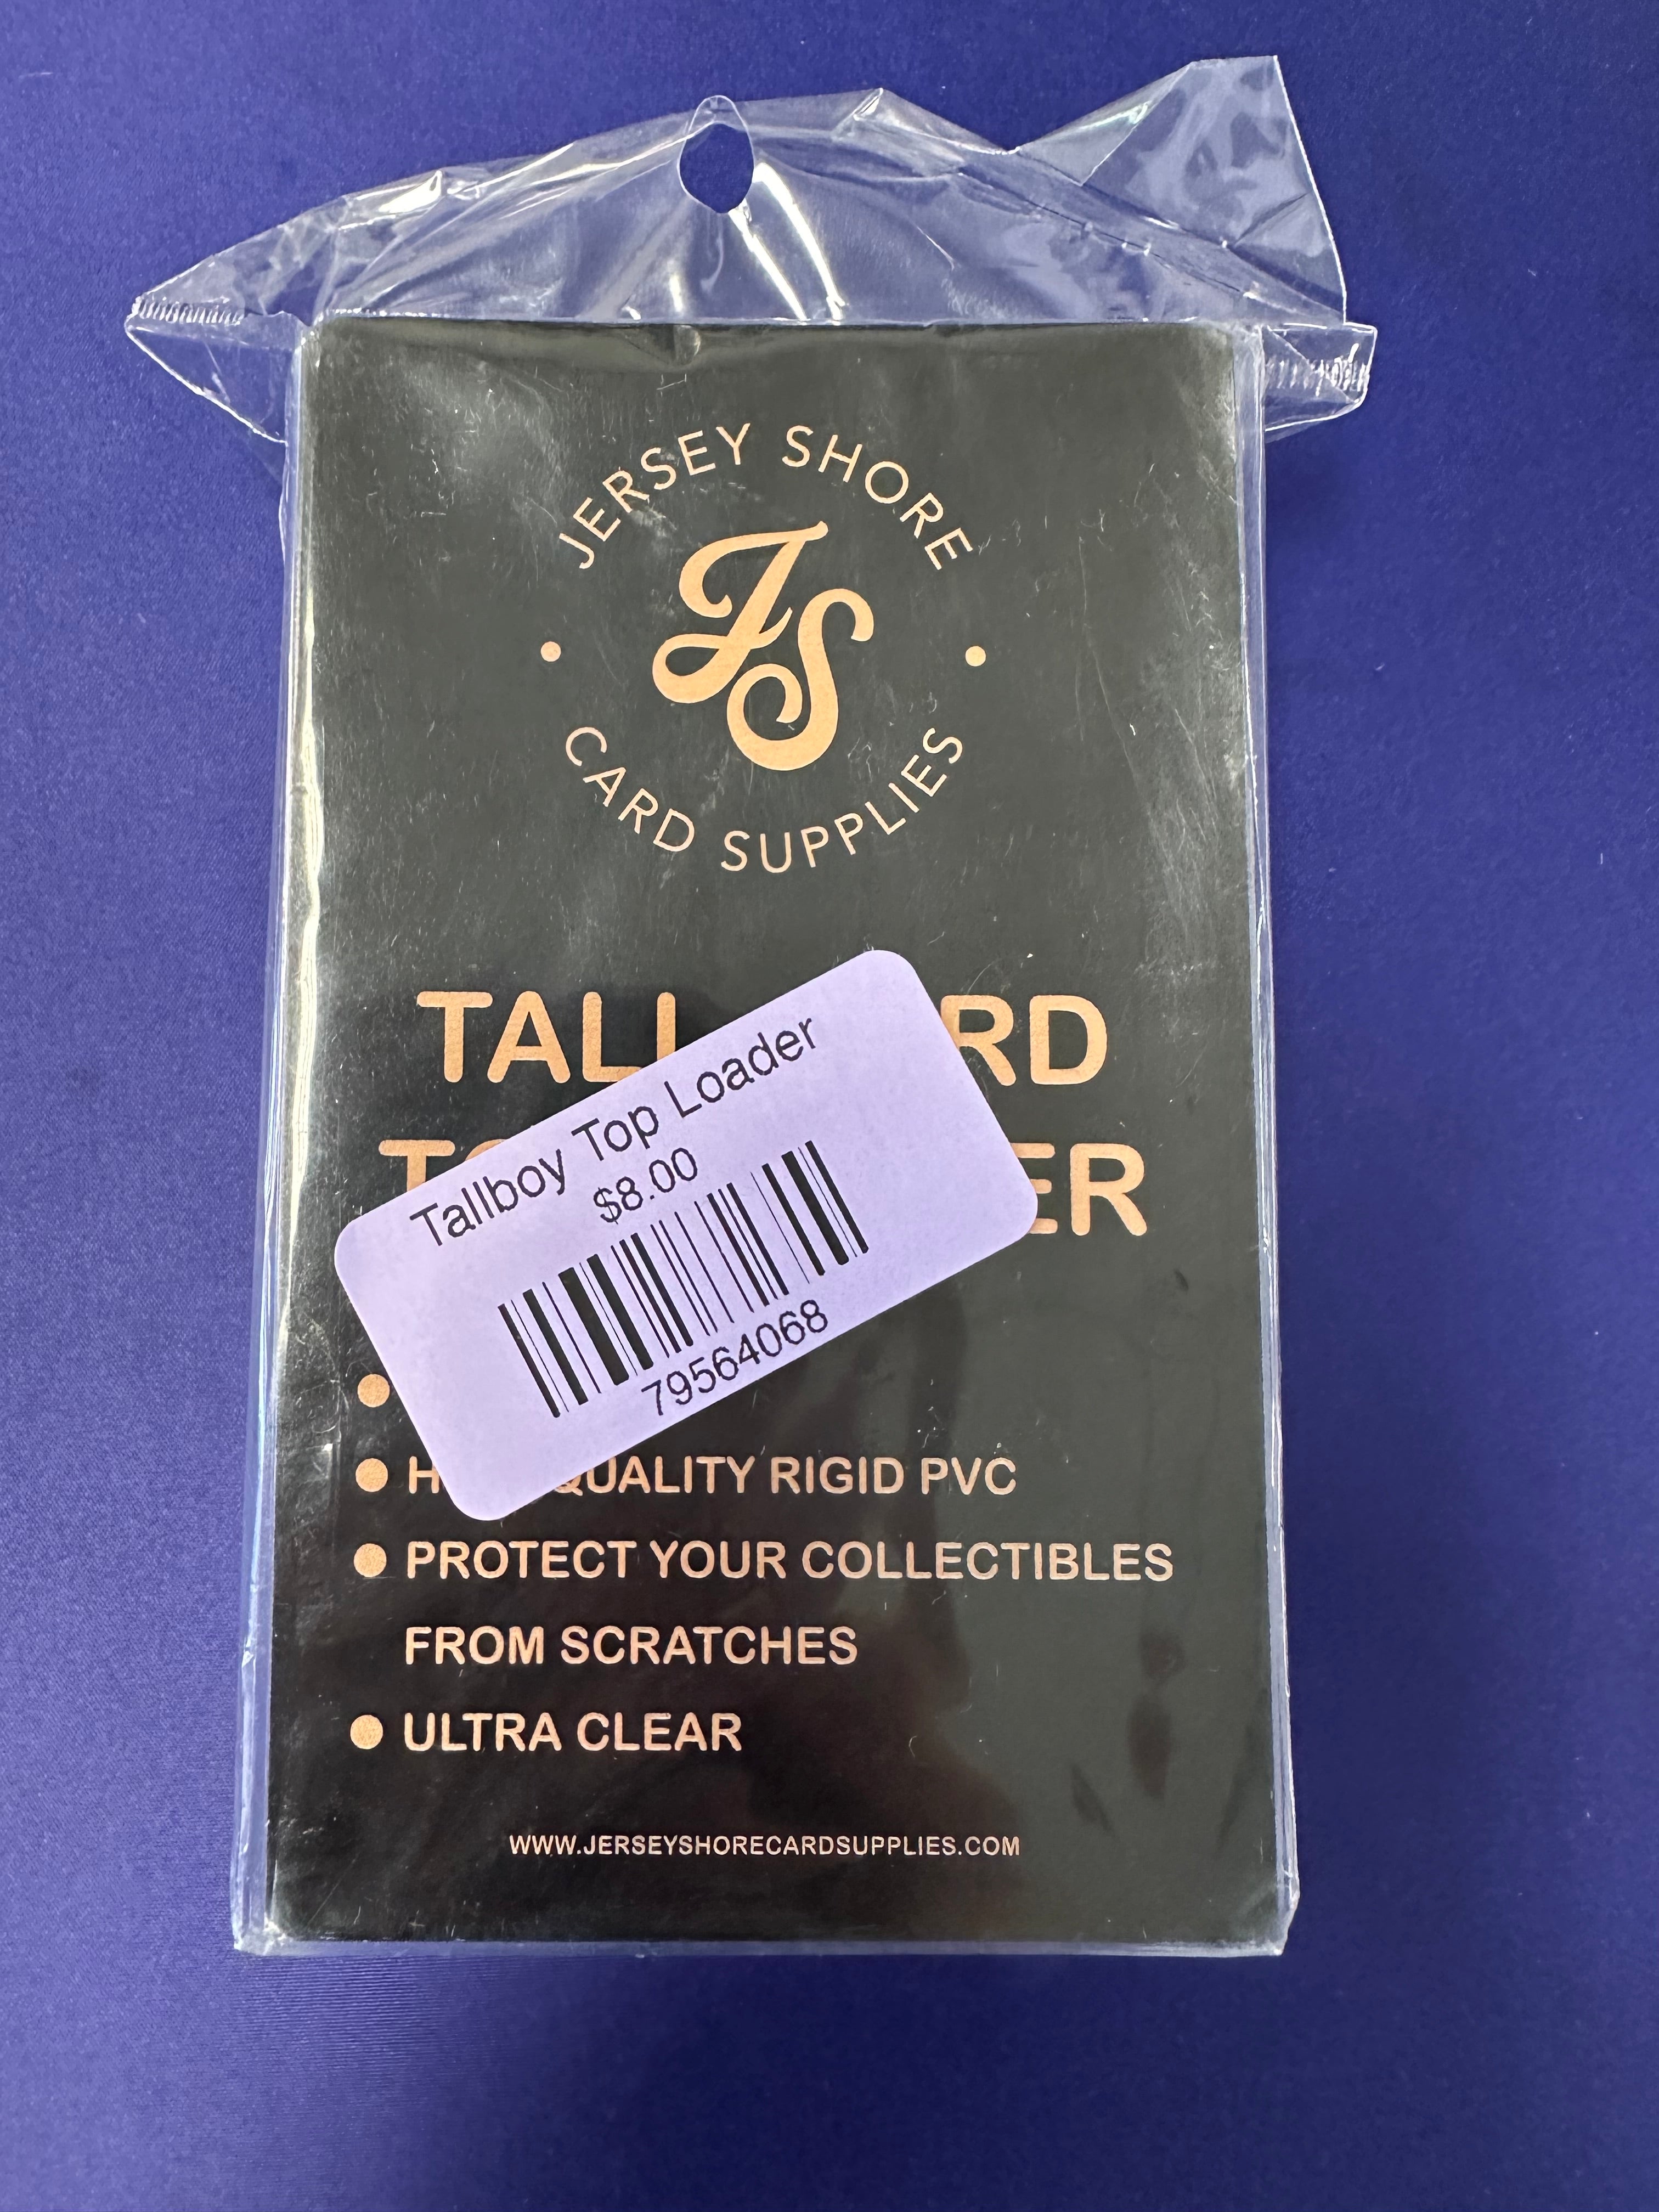 JERSEY SHORE
JS
CARD SUPPLIES
TALL
Tallboy Top Loader
$8.00
79564068
QUALITY RIGID PVC
PROTECT YOUR COLLECTIBLES
FROM SCRATCHES
ULTRA CLEAR
WWW.JERSEYSHORECARDSUPPLIES.COM